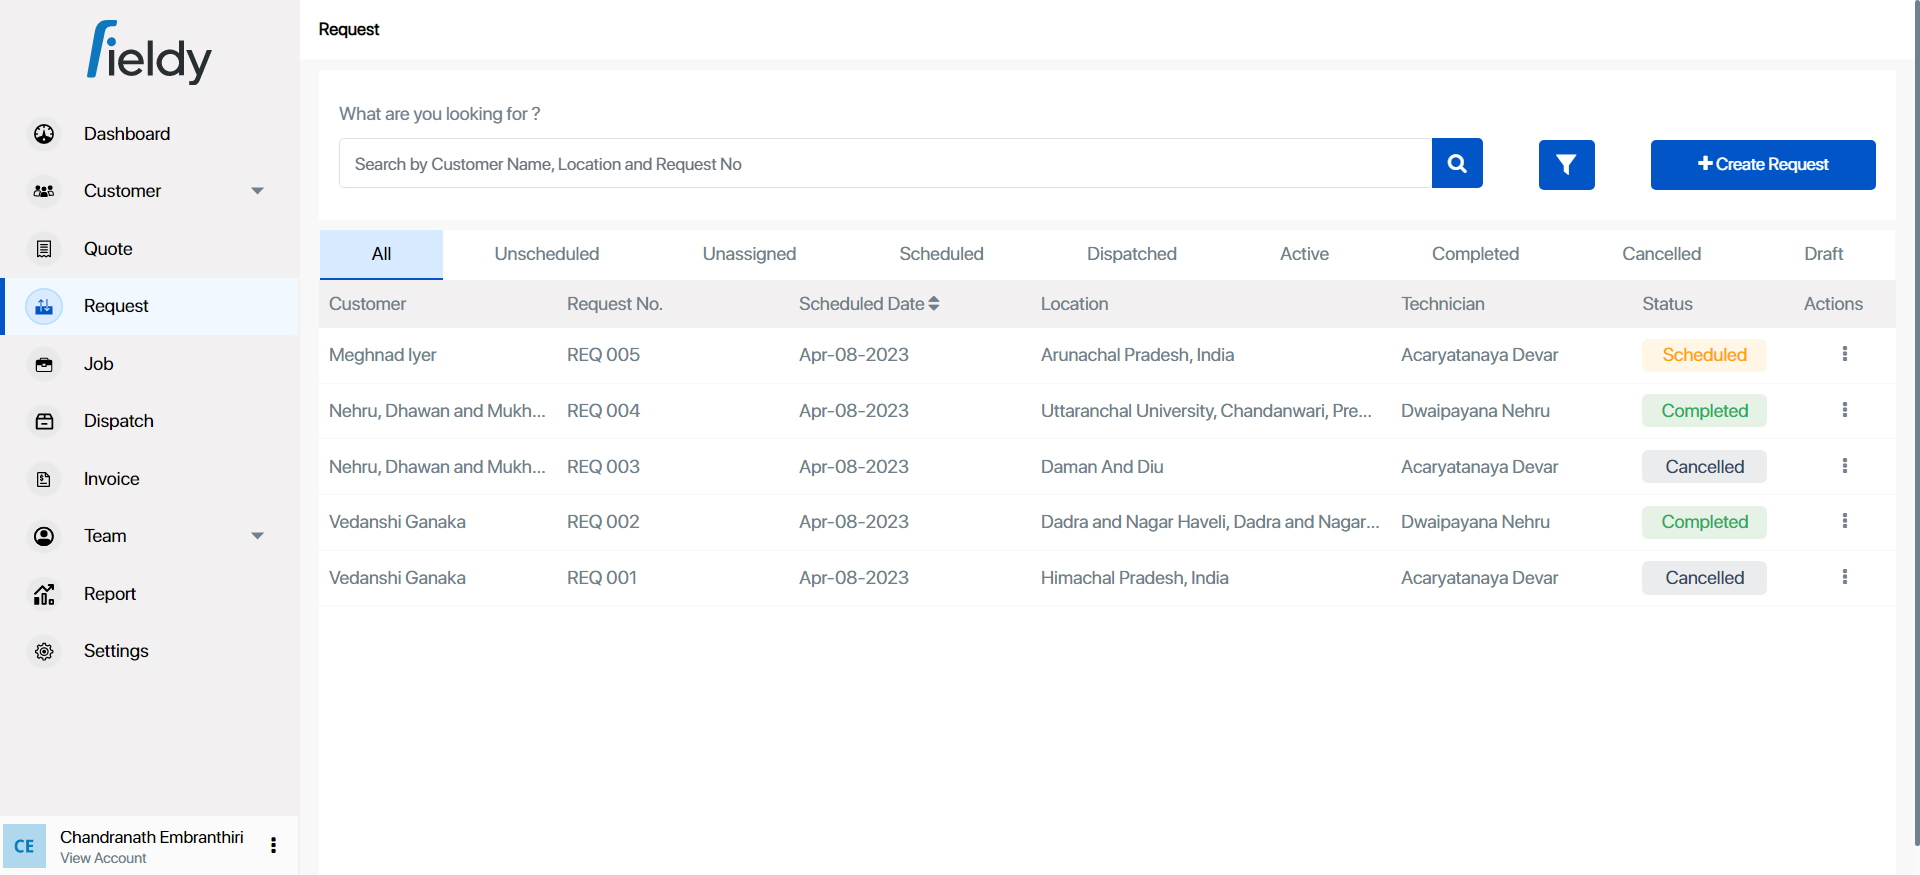 fieldy
Dashboard
Customer
Quote
Request
Job
Dispatch
Invoice
Team
Report
Settings
CE
Chandranath Embranthiri
View Account
Request
What are you looking for ?
Search by Customer Name, Location and Request No
Create Request
All Unscheduled Unassigned Scheduled Dispatched Active Completed Cancelled Draft
Customer Request No. Scheduled Date Location Technician Status Actions
Meghnad Iyer REQ 005 Apr-08-2023 Arunachal Pradesh, India Acaryatanaya Devar Scheduled
Nehru, Dhawan and Mukh... REQ 004 Apr-08-2023 Uttaranchal University, Chandanwari, Pre... Dwaipayana Nehru Completed
Nehru, Dhawan and Mukh... REQ 003 Apr-08-2023 Daman And Diu Acaryatanaya Devar Cancelled
Vedanshi Ganaka REQ 002 Apr-08-2023 Dadra and Nagar Haveli, Dadra and Nagar... Dwaipayana Nehru Completed
Vedanshi Ganaka REQ 001 Apr-08-2023 Himachal Pradesh, India Acaryatanaya Devar Cancelled